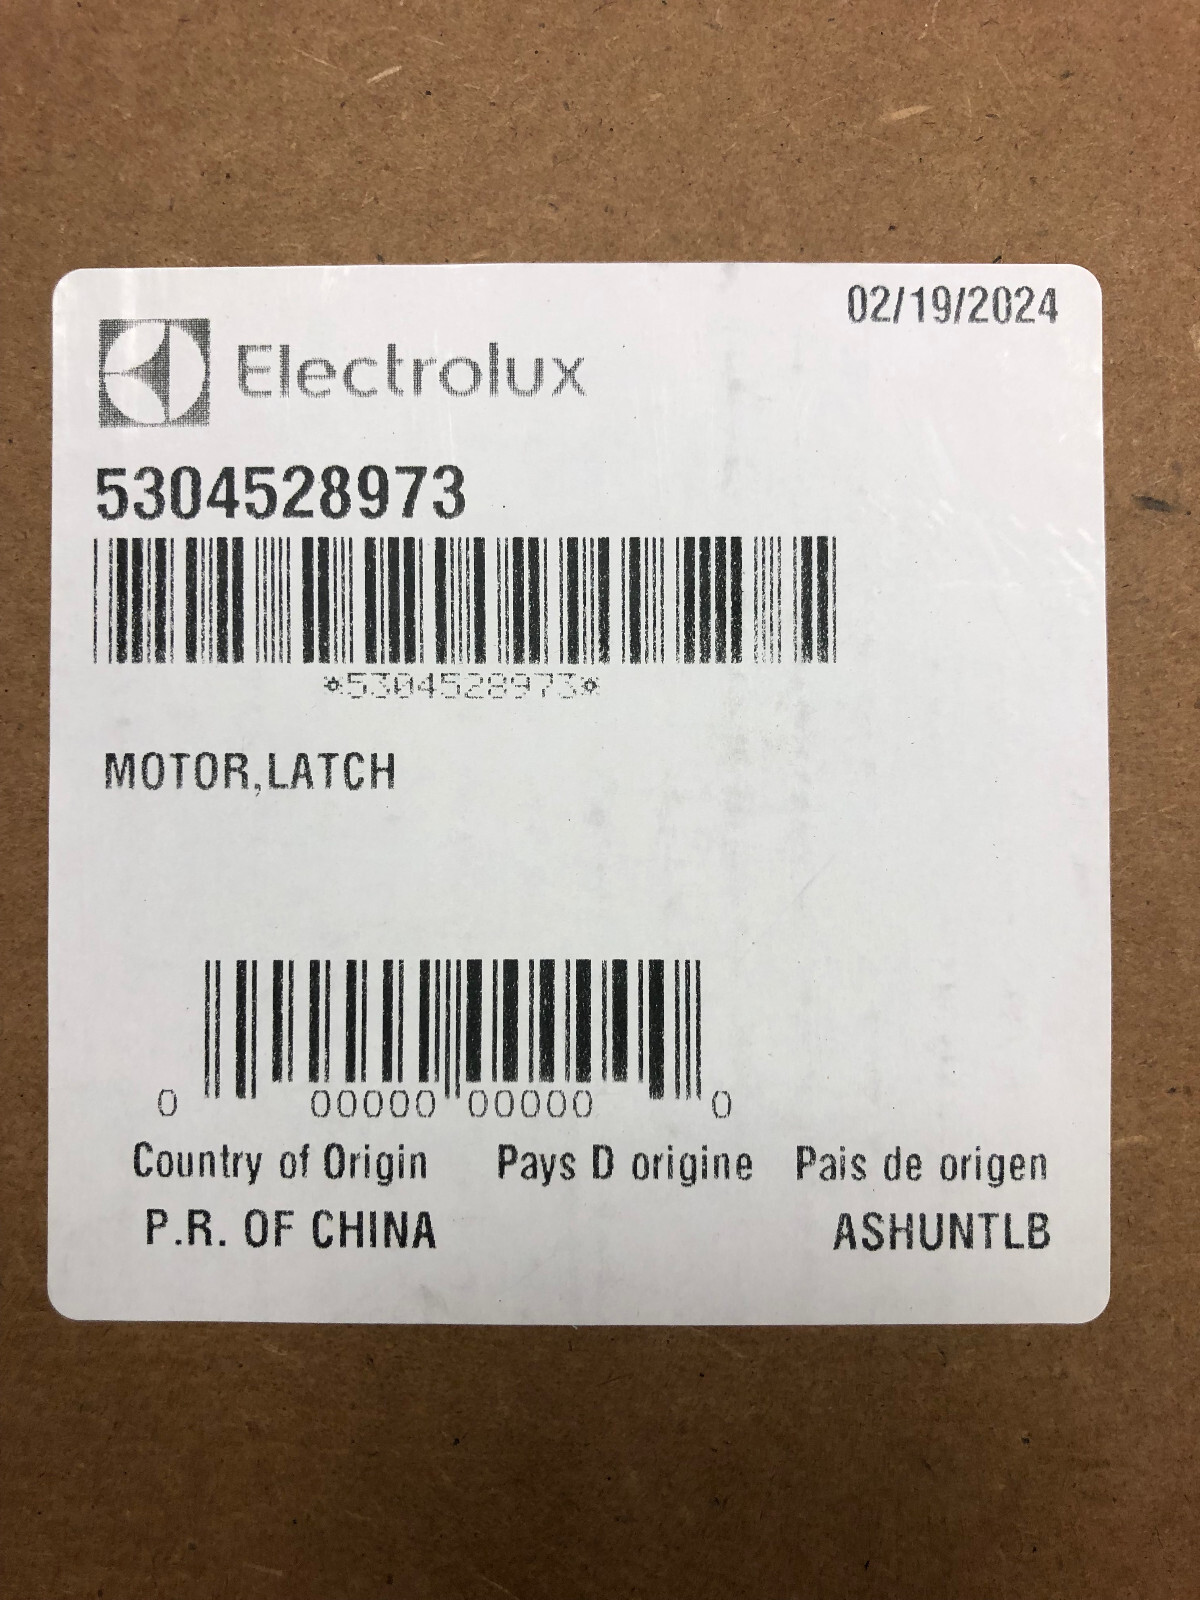 02/19/2024
Electrolux
5304528973
*5304528973*
MOTOR,LATCH
0 00000 00000 0
Country of Origin Pays D origine Pais de origen
P.R. OF CHINA ASHUNTLB